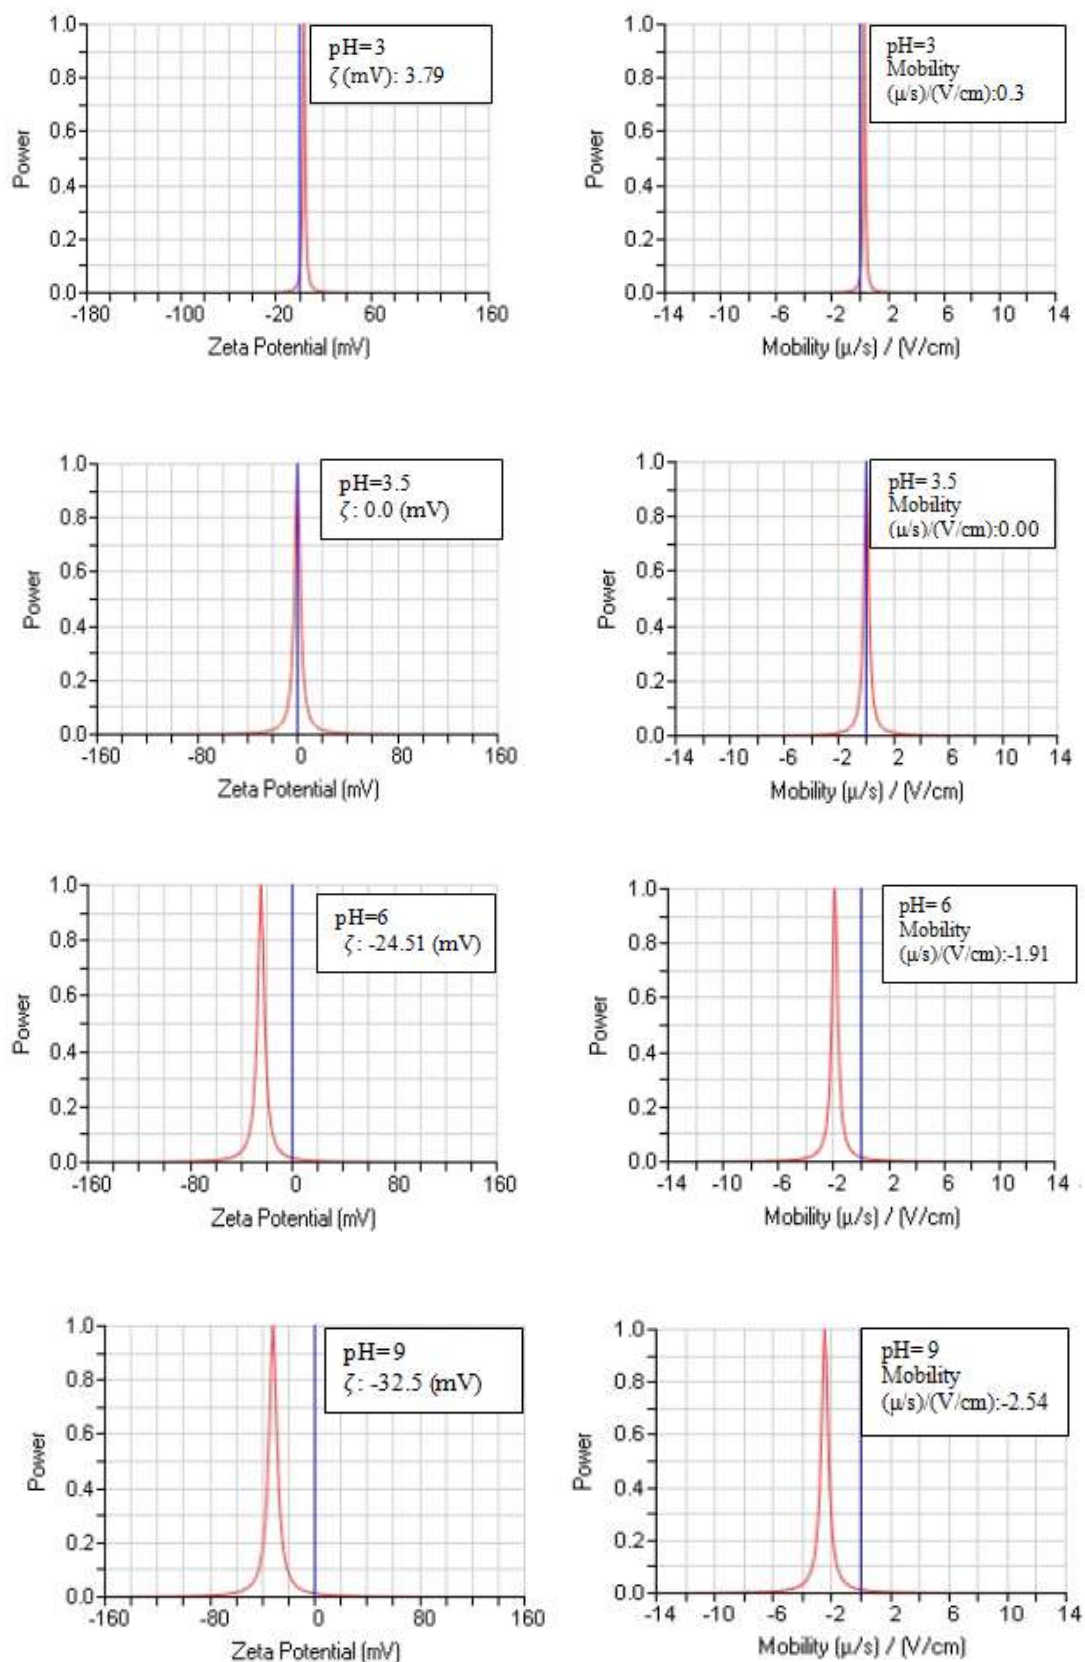 1.0
0.8
0.6
0.4
0.2
0.0
Power
-180 -100 -20 60 160
Zeta Potential (mV)
pH=3
ζ (mV): 3.79
1.0
0.8
0.6
0.4
0.2
0.0
Power
-14 -10 -6 -2 2 6 10 14
Mobility (μ/s) / (V/cm)
pH=3
Mobility
(μ/s)/(V/cm):0.3
1.0
0.8
0.6
0.4
0.2
0.0
Power
-160 -80 0 80 160
Zeta Potential (mV)
pH=3.5
ζ: 0.0 (mV)
1.0
0.8
0.6
0.4
0.2
0.0
Power
-14 -10 -6 -2 2 6 10 14
Mobility (μ/s) / (V/cm)
pH= 3.5
Mobility
(μ/s)/(V/cm):0.00
1.0
0.8
0.6
0.4
0.2
0.0
Power
-160 -80 0 80 160
Zeta Potential (mV)
pH=6
ζ: -24.51 (mV)
1.0
0.8
0.6
0.4
0.2
0.0
Power
-14 -10 -6 -2 2 6 10 14
Mobility (μ/s) / (V/cm)
pH= 6
Mobility
(μ/s)/(V/cm):-1.91
1.0
0.8
0.6
0.4
0.2
0.0
Power
-160 -80 0 80 160
Zeta Potential (mV)
pH=9
ζ: -32.5 (mV)
1.0
0.8
0.6
0.4
0.2
0.0
Power
-14 -10 -6 -2 2 6 10 14
Mobility (μ/s) / (V/cm)
pH= 9
Mobility
(μ/s)/(V/cm):-2.54